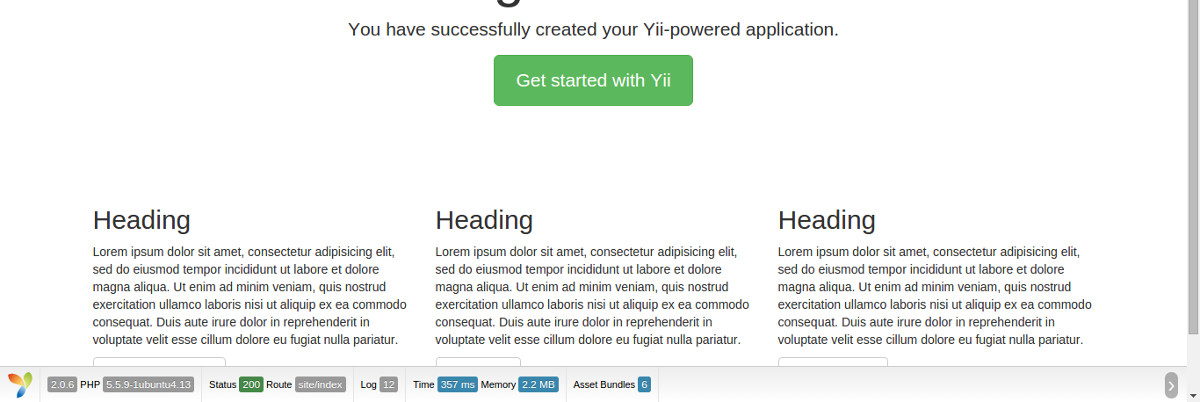 You have successfully created your Yii-powered application.
Get started with Yii
Heading
Lorem ipsum dolor sit amet, consectetur adipisicing elit,
sed do eiusmod tempor incididunt ut labore et dolore
magna aliqua. Ut enim ad minim veniam, quis nostrud
exercitation ullamco laboris nisi ut aliquip ex ea commodo
consequat. Duis aute irure dolor in reprehenderit in
voluptate velit esse cillum dolore eu fugiat nulla pariatur.
Heading
Lorem ipsum dolor sit amet, consectetur adipisicing elit,
sed do eiusmod tempor incididunt ut labore et dolore
magna aliqua. Ut enim ad minim veniam, quis nostrud
exercitation ullamco laboris nisi ut aliquip ex ea commodo
consequat. Duis aute irure dolor in reprehenderit in
voluptate velit esse cillum dolore eu fugiat nulla pariatur.
Heading
Lorem ipsum dolor sit amet, consectetur adipisicing elit,
sed do eiusmod tempor incididunt ut labore et dolore
magna aliqua. Ut enim ad minim veniam, quis nostrud
exercitation ullamco laboris nisi ut aliquip ex ea commodo
consequat. Duis aute irure dolor in reprehenderit in
voluptate velit esse cillum dolore eu fugiat nulla pariatur.
2.0.6 PHP 5.5.9-1ubuntu4.13 Status 200 Route site/index Log 12 Time 357 ms Memory 2.2 MB Asset Bundles 6